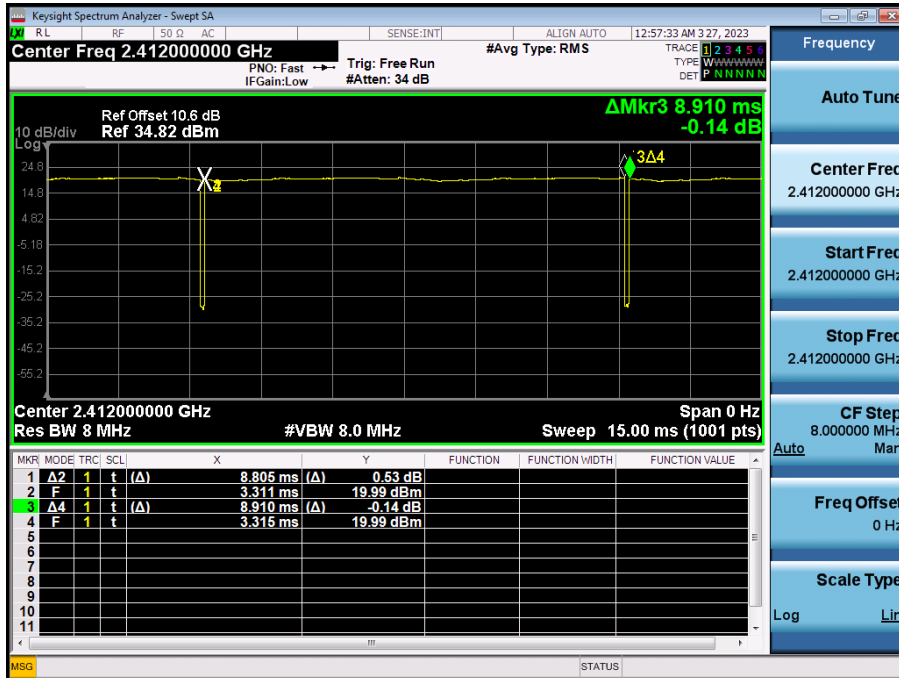 Keysight Spectrum Analyzer - Swept SA
LXI RL RF 50 Ω AC SENSE:INT ALIGN AUTO 12:57:33 AM 3 27, 2023
Center Freq 2.412000000 GHz #Avg Type: RMS TRACE 1 2 3 4 5 6
PNO: Fast Trig: Free Run TYPE WWWWWWW
IFGain:Low #Atten: 34 dB DET P N N N N N
Frequency
ΔMkr3 8.910 ms
-0.14 dB
Ref Offset 10.6 dB
10 dB/div Ref 34.82 dBm
Log
24.8
14.8
4.82
-5.18
-15.2
-25.2
-35.2
-45.2
-55.2
3Δ4
Center 2.412000000 GHz Span 0 Hz
Res BW 8 MHz #VBW 8.0 MHz Sweep 15.00 ms (1001 pts)
MKR MODE TRC SCL X Y FUNCTION FUNCTION WIDTH FUNCTION VALUE
1 Δ2 1 t (Δ) 8.805 ms (Δ) 0.53 dB
2 F 1 t 3.311 ms 19.99 dBm
3 Δ4 1 t (Δ) 8.910 ms (Δ) -0.14 dB
4 F 1 t 3.315 ms 19.99 dBm
5
6
7
8
9
10
11
MSG STATUS
Auto Tune
Center Freq
2.412000000 GHz
Start Freq
2.412000000 GHz
Stop Freq
2.412000000 GHz
CF Step
8.000000 MHz
Auto Man
Freq Offset
0 Hz
Scale Type
Log Lin